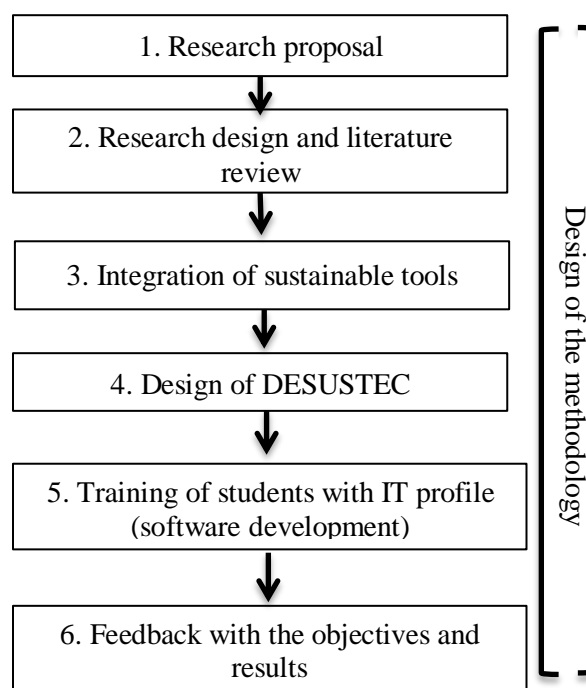 1. Research proposal
2. Research design and literature
review
3. Integration of sustainable tools
4. Design of DESUSTEC
5. Training of students with IT profile
(software development)
6. Feedback with the objectives and
results
Design of the methodology